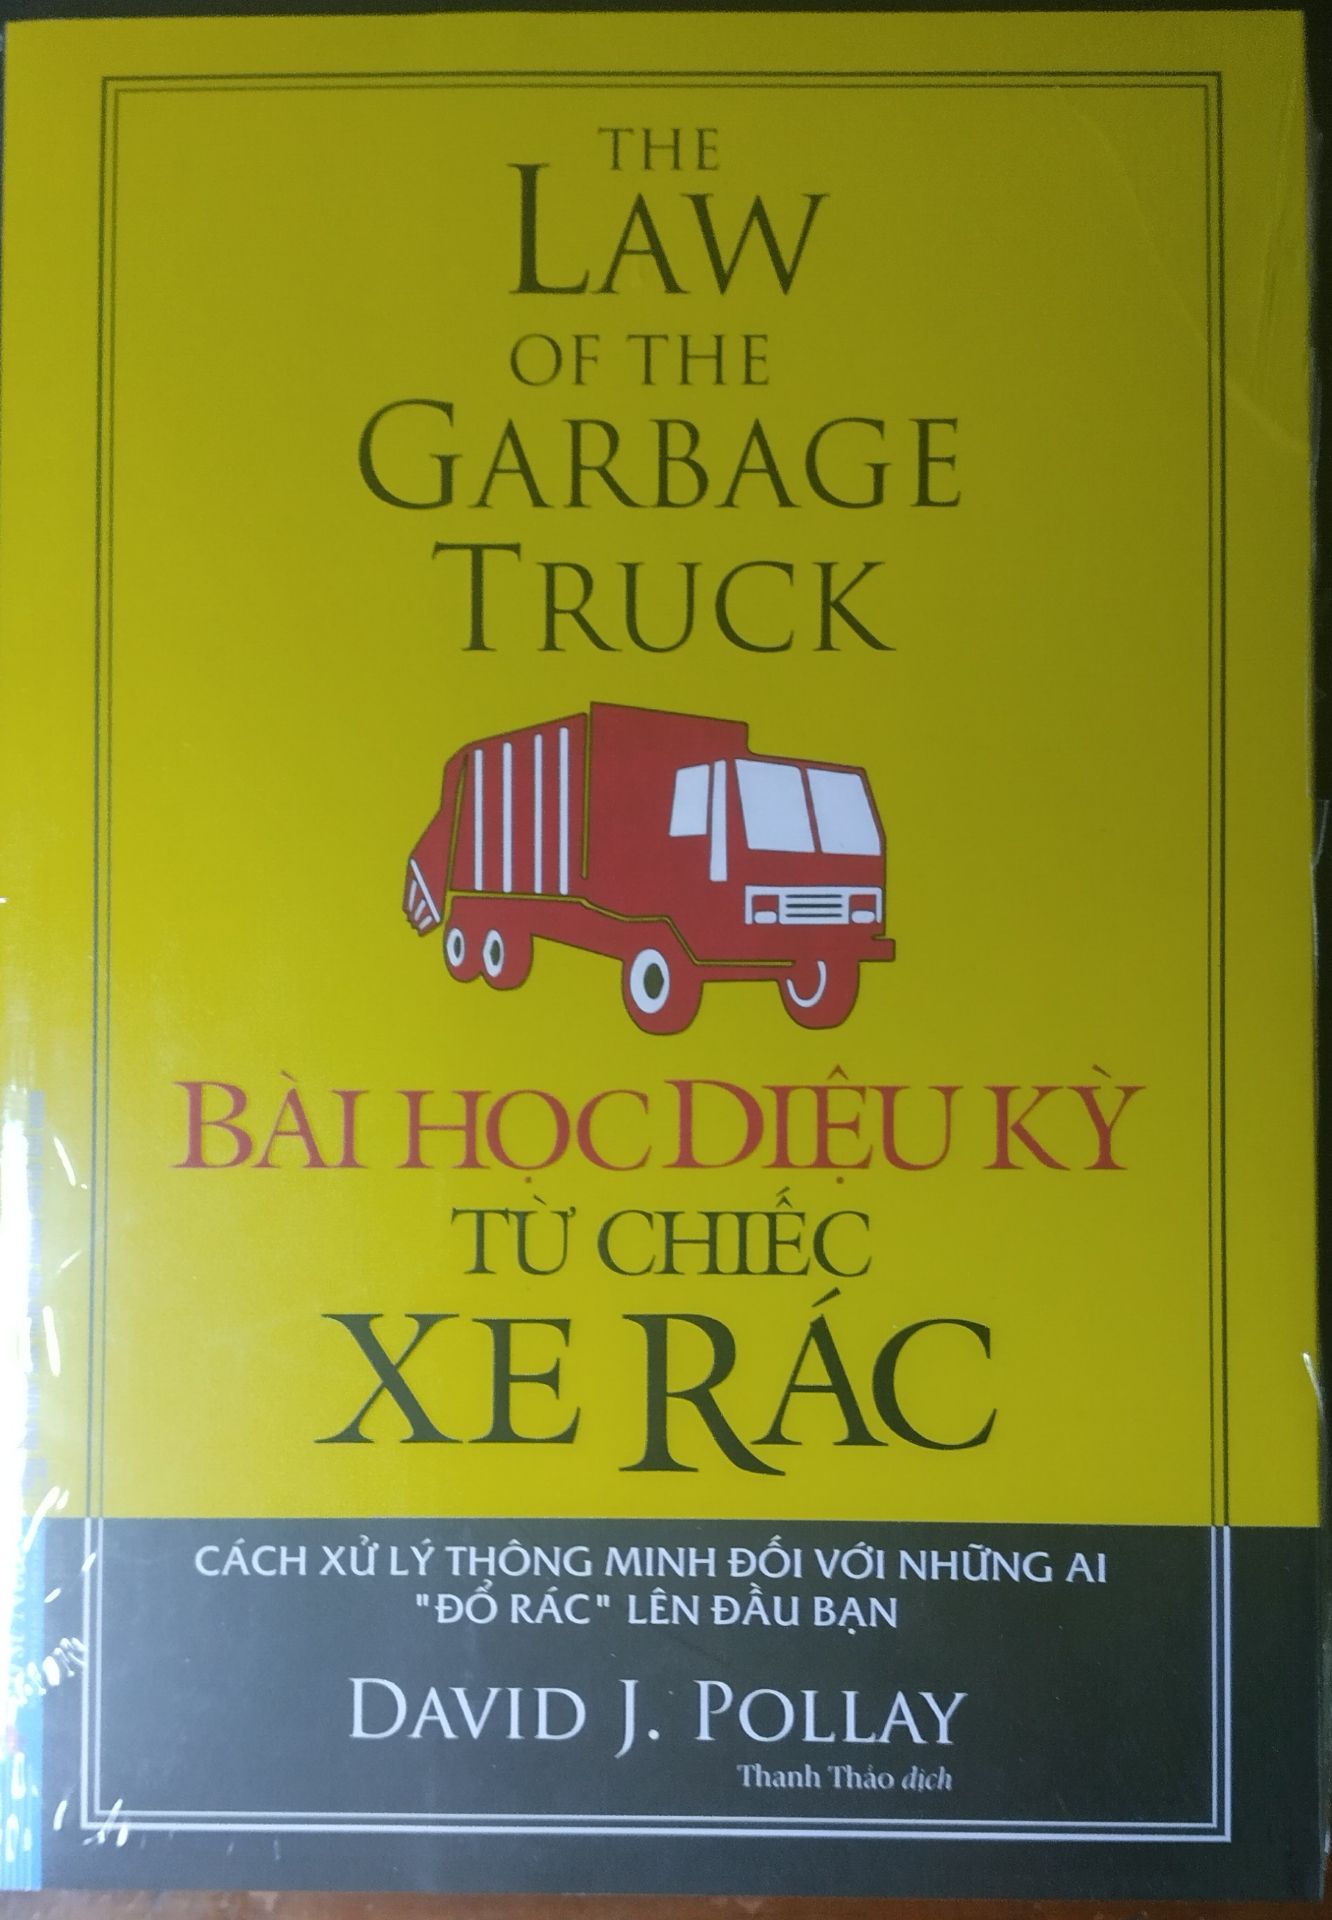 THE
LAW
OF THE
GARBAGE
TRUCK
BÀI HỌC DIỆU KỲ
TỪ CHIẾC
XE RÁC
CÁCH XỬ LÝ THÔNG MINH ĐỐI VỚI NHỮNG AI
"ĐỔ RÁC" LÊN ĐẦU BẠN
DAVID J. POLLAY
Thanh Thảo dịch